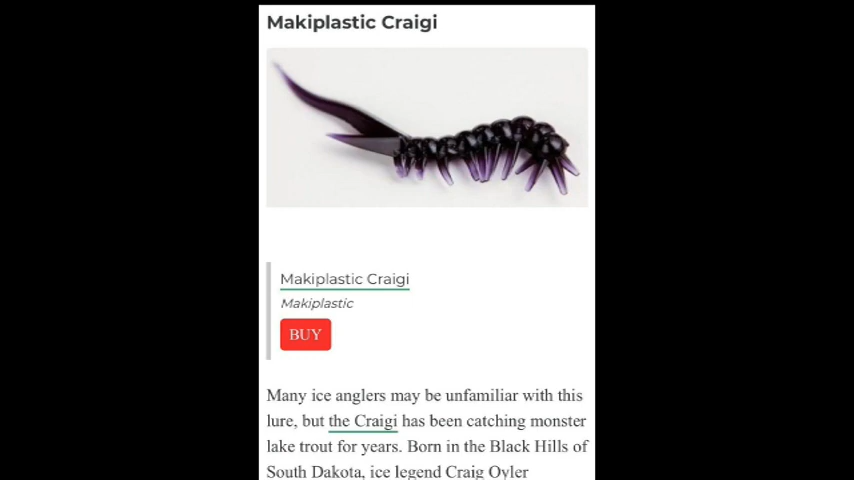 Makiplastic Craigi
Makiplastic Craigi
Makiplastic
BUY
Many ice anglers may be unfamiliar with this
lure, but the Craigi has been catching monster
lake trout for years. Born in the Black Hills of
South Dakota, ice legend Craig Oyler